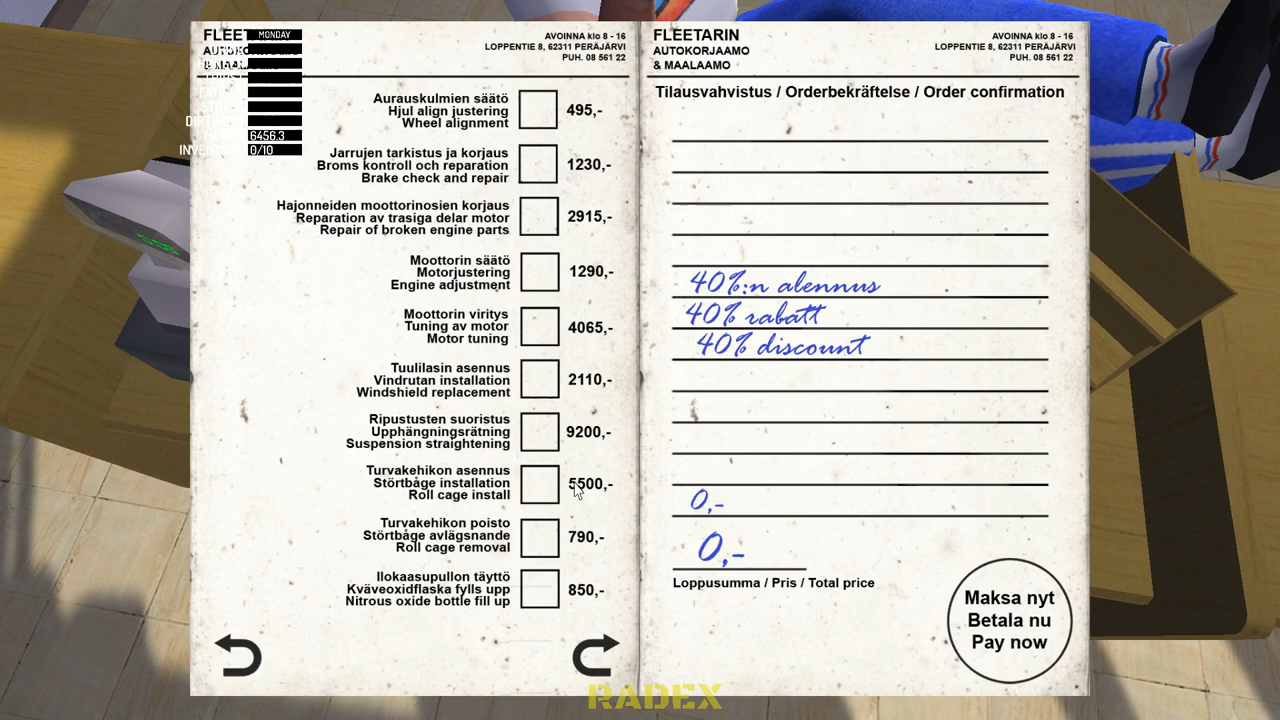 MONDAY
6456.3
0/10
FLEET
AVOINNA klo 8 - 16
LOPPENTIE 8, 62311 PERÄJÄRVI
PUH. 08 561 22
Aurauskulmien säätö
Hjul align justering
Wheel alignment
495,-
Jarrujen tarkistus ja korjaus
Broms kontroll och reparation
Brake check and repair
1230,-
Hajonneiden moottorinosien korjaus
Reparation av trasiga delar motor
Repair of broken engine parts
2915,-
Moottorin säätö
Motorjustering
Engine adjustment
1290,-
Moottorin viritys
Tuning av motor
Motor tuning
4065,-
Tuulilasin asennus
Vindrutan installation
Windshield replacement
2110,-
Ripustusten suoristus
Upphängningsrätning
Suspension straightening
9200,-
Turvakehikon asennus
Störtbåge installation
Roll cage install
5500,-
Turvakehikon poisto
Störtbåge avlägsnande
Roll cage removal
790,-
Ilokaasupullon täyttö
Kväveoxidflaska fylls upp
Nitrous oxide bottle fill up
850,-
FLEETARIN
AUTOKORJAAMO
& MAALAAMO
AVOINNA klo 8 - 16
LOPPENTIE 8, 62311 PERÄJÄRVI
PUH. 08 561 22
Tilausvahvistus / Orderbekräftelse / Order confirmation
40%:n alennus
40% rabatt
40% discount
0,-
0,-
Loppusumma / Pris / Total price
Maksa nyt
Betala nu
Pay now
RADEX